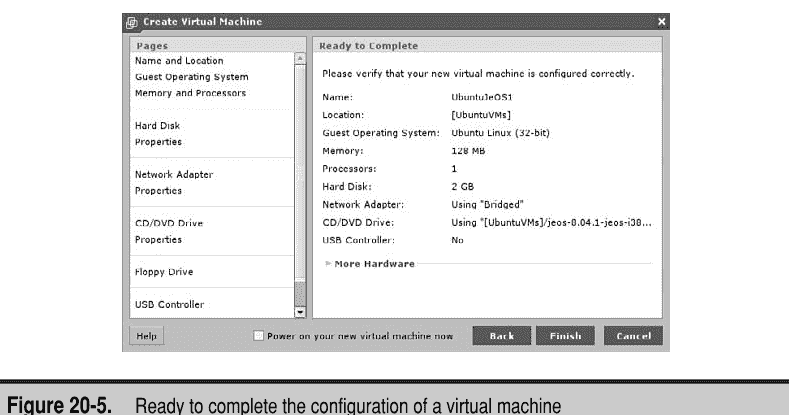 Create Virtual Machine
Pages
Name and Location
Guest Operating System
Memory and Processors
Hard Disk
Properties
Network Adapter
Properties
CD/DVD Drive
Properties
Floppy Drive
USB Controller
Ready to Complete
Please verify that your new virtual machine is configured correctly.
Name: UbuntuJeOS1
Location: [UbuntuVMs]
Guest Operating System: Ubuntu Linux (32-bit)
Memory: 128 MB
Processors: 1
Hard Disk: 2 GB
Network Adapter: Using "Bridged"
CD/DVD Drive: Using "[UbuntuVMs]/jeos-8.04.1-jeos-i38...
USB Controller: No
More Hardware
Help Power on your new virtual machine now Back Finish Cancel
Figure 20-5. Ready to complete the configuration of a virtual machine